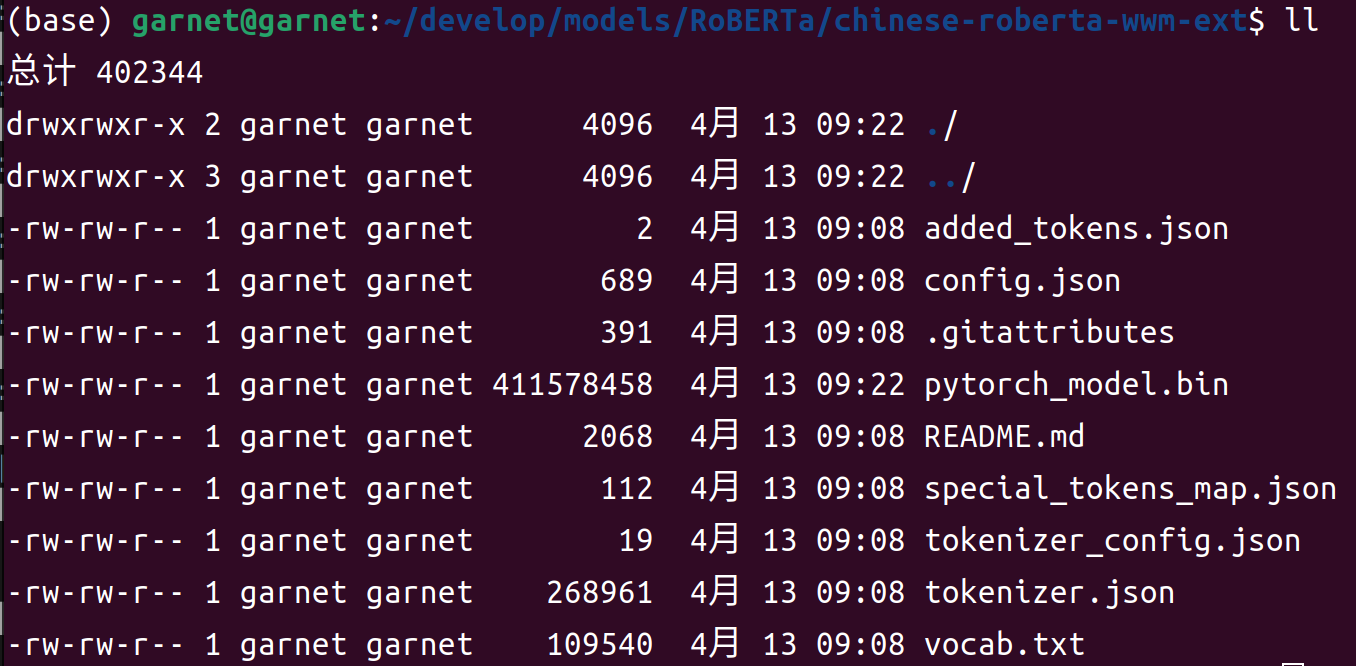 (base) garnet@garnet:~/develop/models/RoBERTa/chinese-roberta-wwm-ext$ ll
总计 402344
drwxrwxr-x 2 garnet garnet      4096  4月 13 09:22 ./
drwxrwxr-x 3 garnet garnet      4096  4月 13 09:22 ../
-rw-rw-r-- 1 garnet garnet         2  4月 13 09:08 added_tokens.json
-rw-rw-r-- 1 garnet garnet       689  4月 13 09:08 config.json
-rw-rw-r-- 1 garnet garnet       391  4月 13 09:08 .gitattributes
-rw-rw-r-- 1 garnet garnet 411578458  4月 13 09:22 pytorch_model.bin
-rw-rw-r-- 1 garnet garnet      2068  4月 13 09:08 README.md
-rw-rw-r-- 1 garnet garnet       112  4月 13 09:08 special_tokens_map.json
-rw-rw-r-- 1 garnet garnet        19  4月 13 09:08 tokenizer_config.json
-rw-rw-r-- 1 garnet garnet    268961  4月 13 09:08 tokenizer.json
-rw-rw-r-- 1 garnet garnet    109540  4月 13 09:08 vocab.txt